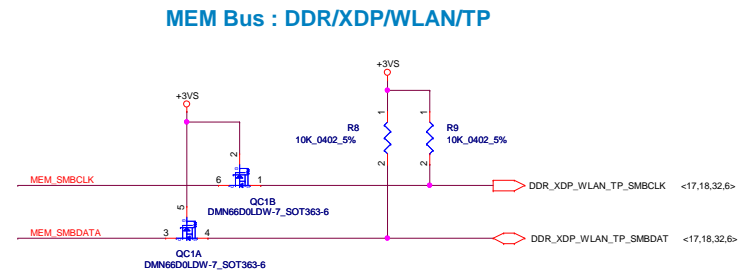 MEM Bus : DDR/XDP/WLAN/TP
+3VS
+3VS
R8
10K_0402_5%
R9
10K_0402_5%
1
1
2
2
2
MEM_SMBCLK
6
1
DDR_XDP_WLAN_TP_SMBCLK <17,18,32,6>
QC1B
DMN66D0LDW-7_SOT363-6
5
MEM_SMBDATA
3
4
DDR_XDP_WLAN_TP_SMBDAT <17,18,32,6>
QC1A
DMN66D0LDW-7_SOT363-6